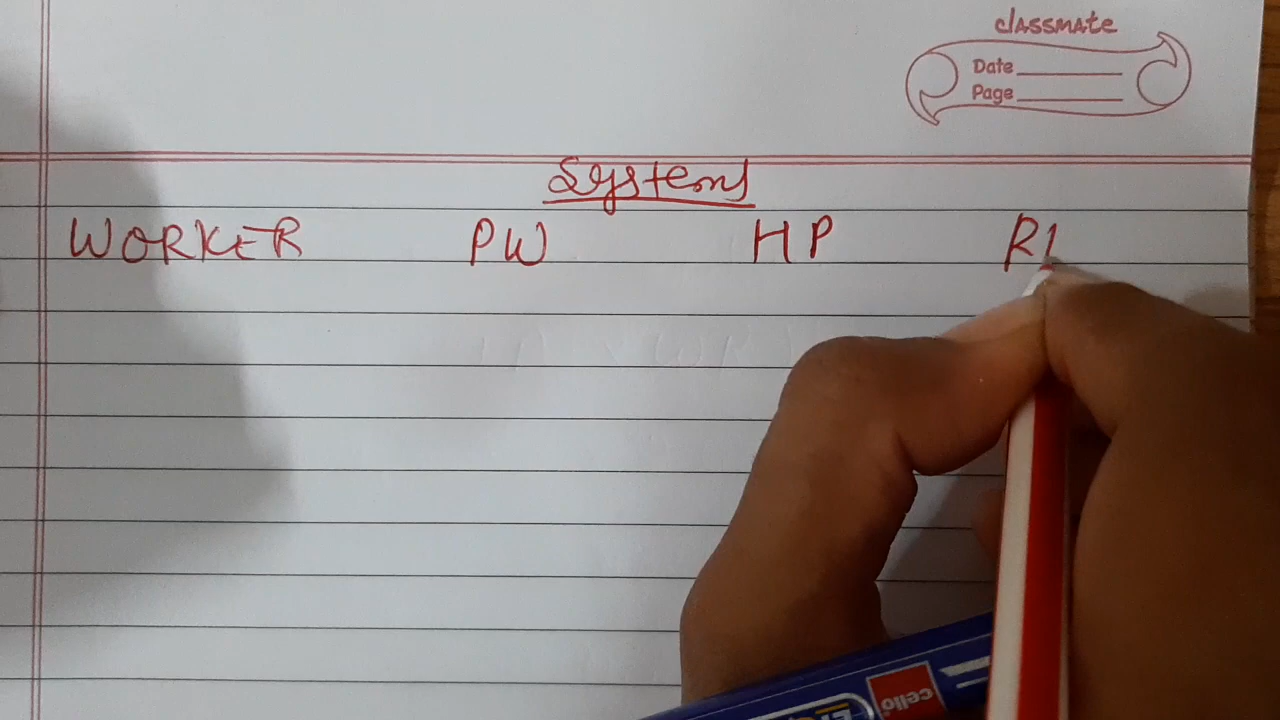 classmate
Date
Page
Systems
WORKER PW HP R1
cello